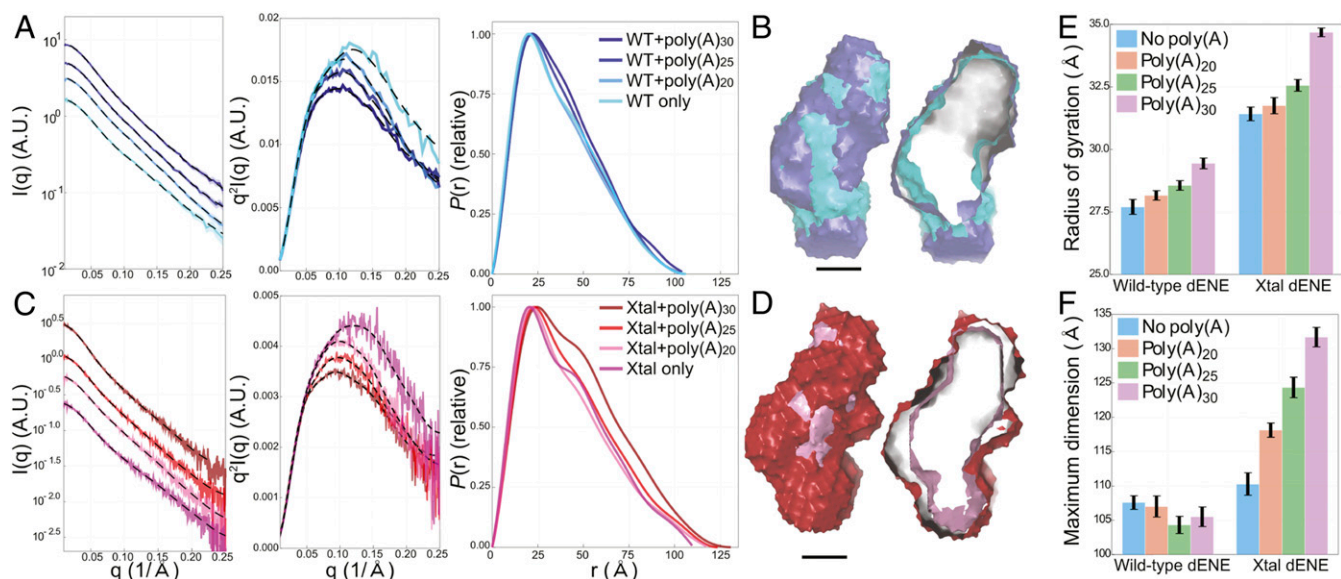 A
I(q) (A.U.)
10¹
10⁰
10⁻¹
10⁻²
0.05 0.10 0.15 0.20 0.25
q²I(q) (A.U.)
0.015
0.010
0.005
0.00
0.05 0.10 0.15 0.20 0.25
P(r) (relative)
1.00
0.75
0.50
0.25
0.00
0 25 50 75 100 125
WT+poly(A)₃₀
WT+poly(A)₂₅
WT+poly(A)₂₀
WT only
B
C
I(q) (A.U.)
10⁰·⁵
10⁰·⁰
10⁻⁰·⁵
10⁻¹·⁰
10⁻¹·⁵
10⁻²·⁰
10⁻²·⁵
0.05 0.10 0.15 0.20 0.25
q (1/Å)
q²I(q) (A.U.)
0.005
0.004
0.003
0.002
0.001
0.000
0.00 0.05 0.10 0.15 0.20 0.25
q (1/Å)
P(r) (relative)
1.00
0.75
0.50
0.25
0.00
0 25 50 75 100 125
r (Å)
Xtal+poly(A)₃₀
Xtal+poly(A)₂₅
Xtal+poly(A)₂₀
Xtal only
D
E
Radius of gyration (Å)
35.0
32.5
30.0
27.5
25.0
No poly(A)
Poly(A)₂₀
Poly(A)₂₅
Poly(A)₃₀
Wild-type dENE Xtal dENE
F
Maximum dimension (Å)
135
130
125
120
115
110
105
100
No poly(A)
Poly(A)₂₀
Poly(A)₂₅
Poly(A)₃₀
Wild-type dENE Xtal dENE